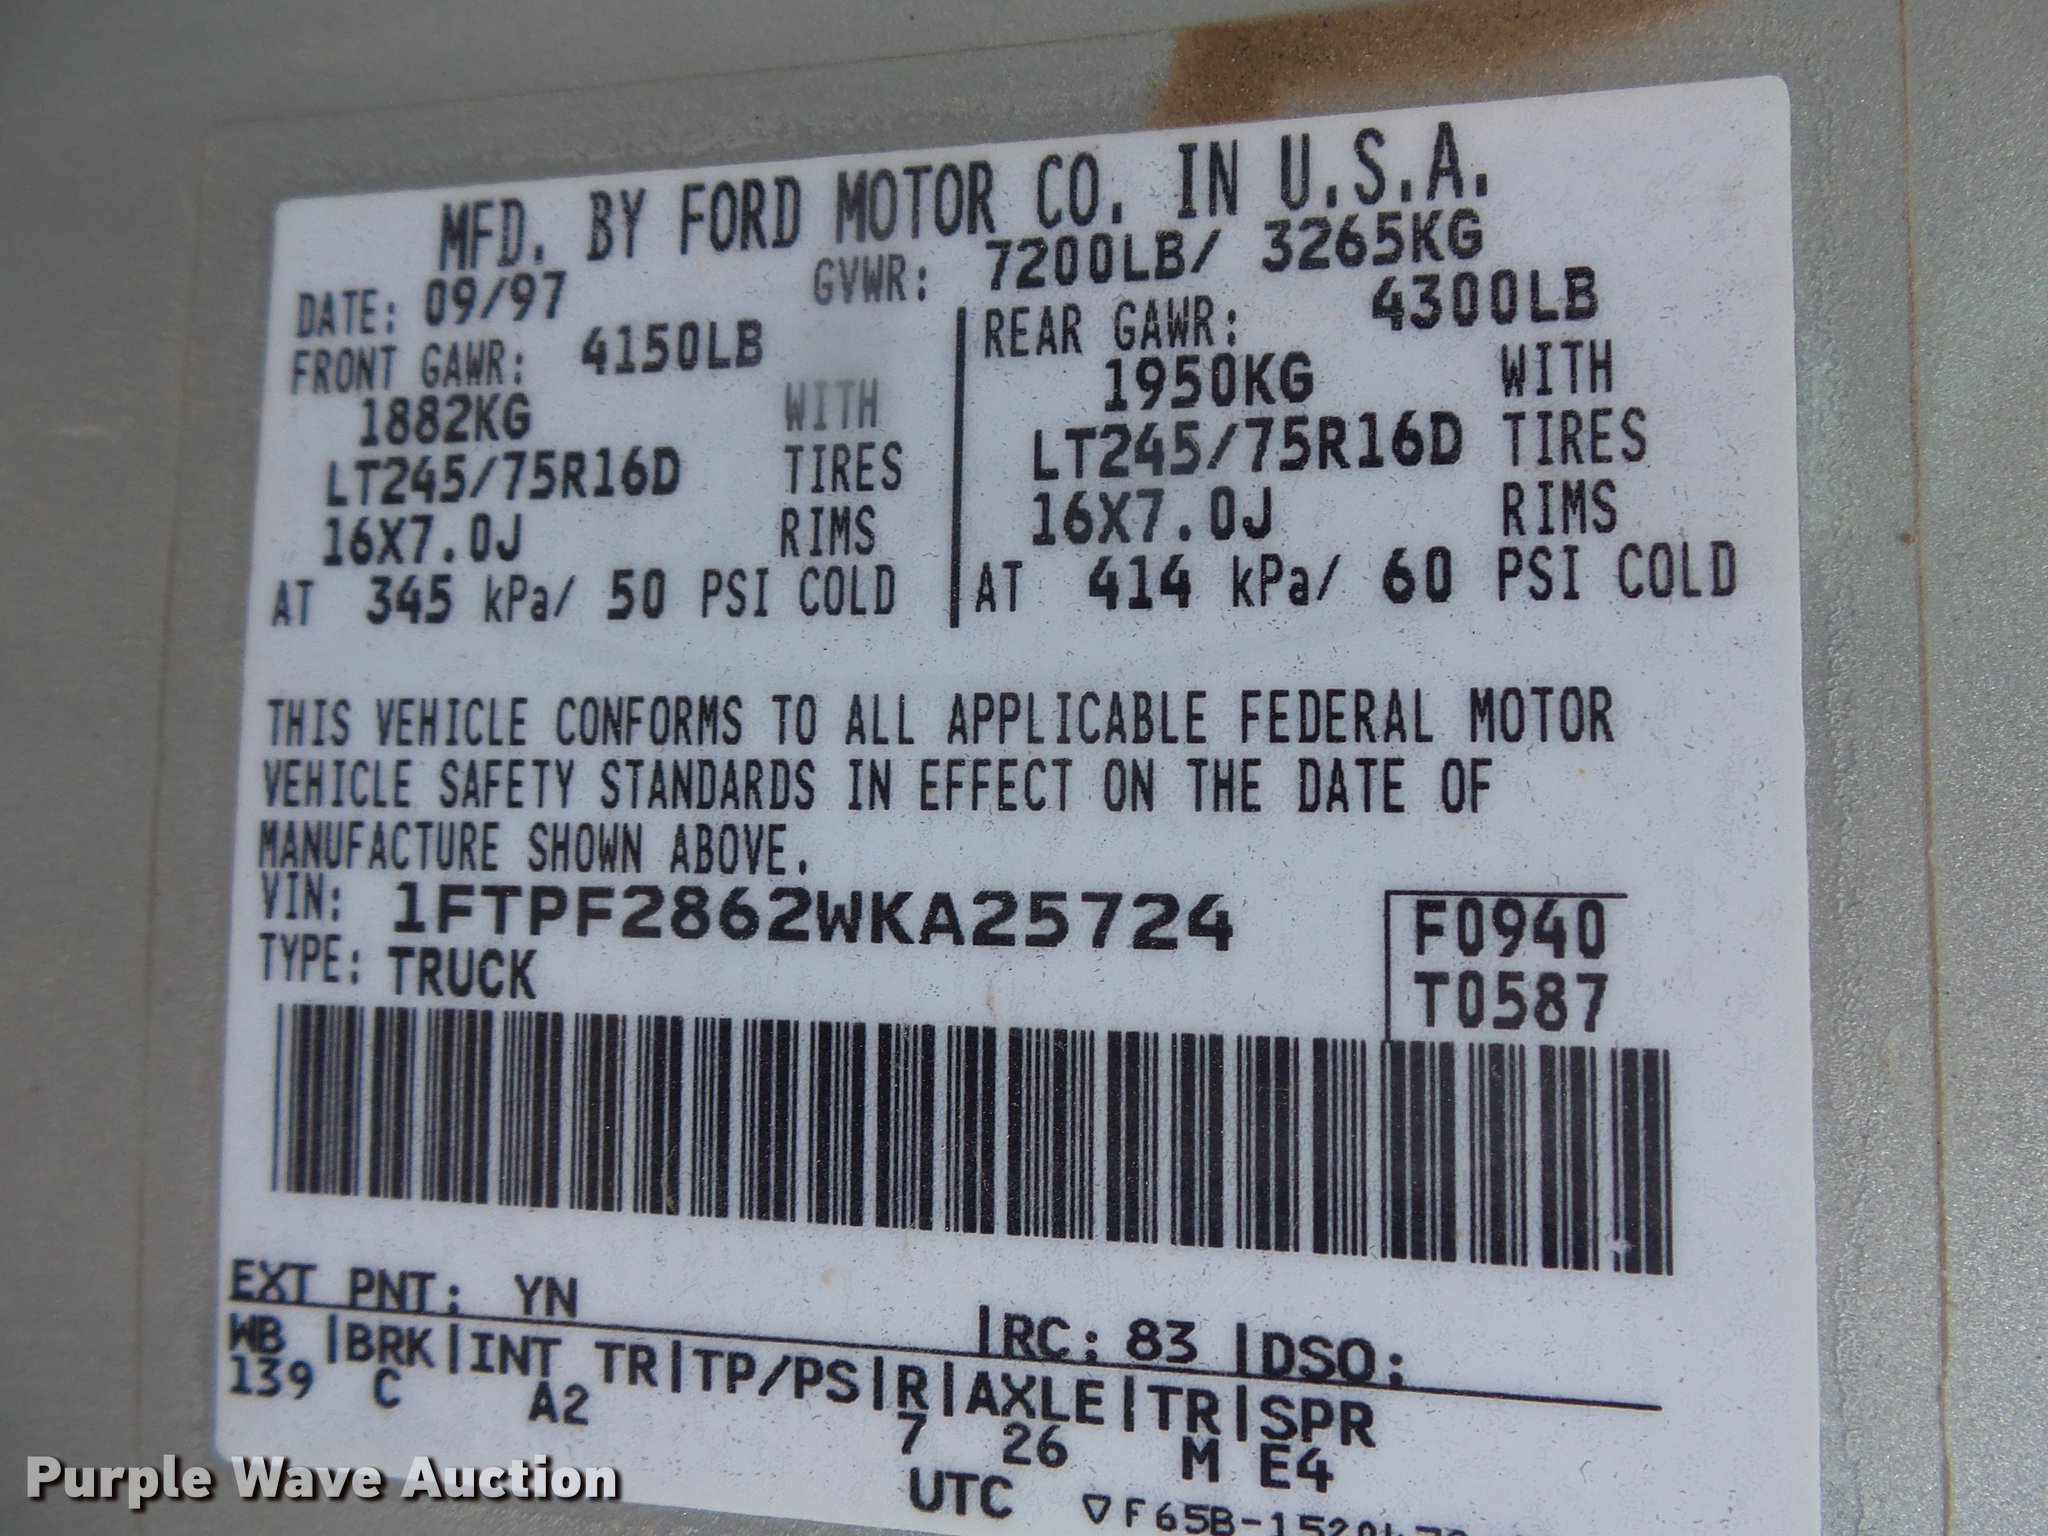 MFD. BY FORD MOTOR CO. IN U.S.A.
DATE: 09/97 GVWR: 7200LB/ 3265KG
FRONT GAWR: 4150LB REAR GAWR: 4300LB
1882KG WITH 1950KG WITH
LT245/75R16D TIRES LT245/75R16D TIRES
16X7.0J RIMS 16X7.0J RIMS
AT 345 kPa/ 50 PSI COLD AT 414 kPa/ 60 PSI COLD
THIS VEHICLE CONFORMS TO ALL APPLICABLE FEDERAL MOTOR
VEHICLE SAFETY STANDARDS IN EFFECT ON THE DATE OF
MANUFACTURE SHOWN ABOVE.
VIN: 1FTPF2862WKA25724 F0940
TYPE: TRUCK T0587
EXT PNT: YN RC: 83 DSO:
WB |BRK|INT TR|TP/PS|R|AXLE|TR|SPR
139 C A2 7 26 M E4
UTC
Purple Wave Auction